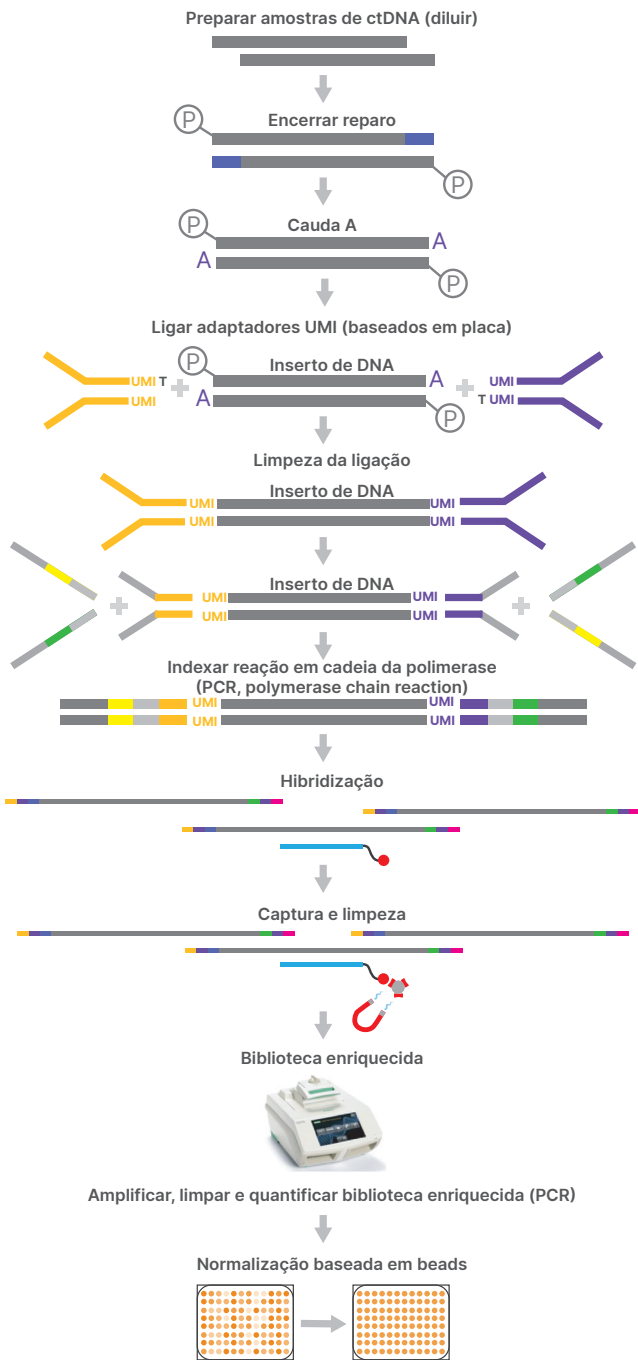 Preparar amostras de ctDNA (diluir)
P
Encerrar reparo
P
P
Cauda A
A
A
P
Ligar adaptadores UMI (baseados em placa)
P
Inserto de DNA
UMI T
A
UMI
UMI
A
T UMI
P
Limpeza da ligação
Inserto de DNA
UMI
UMI
UMI
UMI
Inserto de DNA
UMI
UMI
UMI
UMI
Indexar reação em cadeia da polimerase
(PCR, polymerase chain reaction)
UMI
UMI
UMI
UMI
Hibridização
Captura e limpeza
Biblioteca enriquecida
Amplificar, limpar e quantificar biblioteca enriquecida (PCR)
Normalização baseada em beads